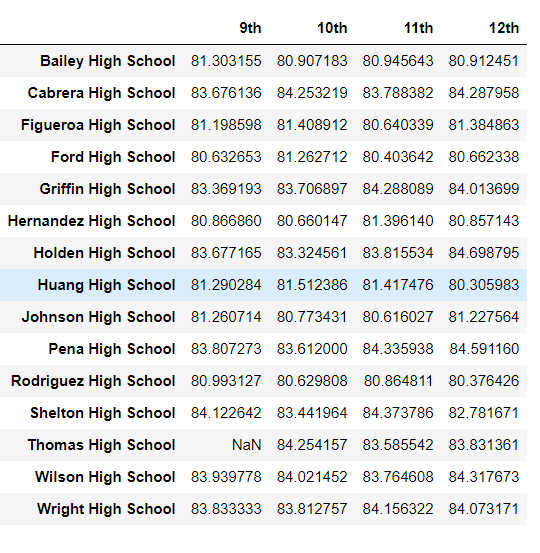 9th 10th 11th 12th
Bailey High School 81.303155 80.907183 80.945643 80.912451
Cabrera High School 83.676136 84.253219 83.788382 84.287958
Figueroa High School 81.198598 81.408912 80.640339 81.384863
Ford High School 80.632653 81.262712 80.403642 80.662338
Griffin High School 83.369193 83.706897 84.288089 84.013699
Hernandez High School 80.866860 80.660147 81.396140 80.857143
Holden High School 83.677165 83.324561 83.815534 84.698795
Huang High School 81.290284 81.512386 81.417476 80.305983
Johnson High School 81.260714 80.773431 80.616027 81.227564
Pena High School 83.807273 83.612000 84.335938 84.591160
Rodriguez High School 80.993127 80.629808 80.864811 80.376426
Shelton High School 84.122642 83.441964 84.373786 82.781671
Thomas High School NaN 84.254157 83.585542 83.831361
Wilson High School 83.939778 84.021452 83.764608 84.317673
Wright High School 83.833333 83.812757 84.156322 84.073171